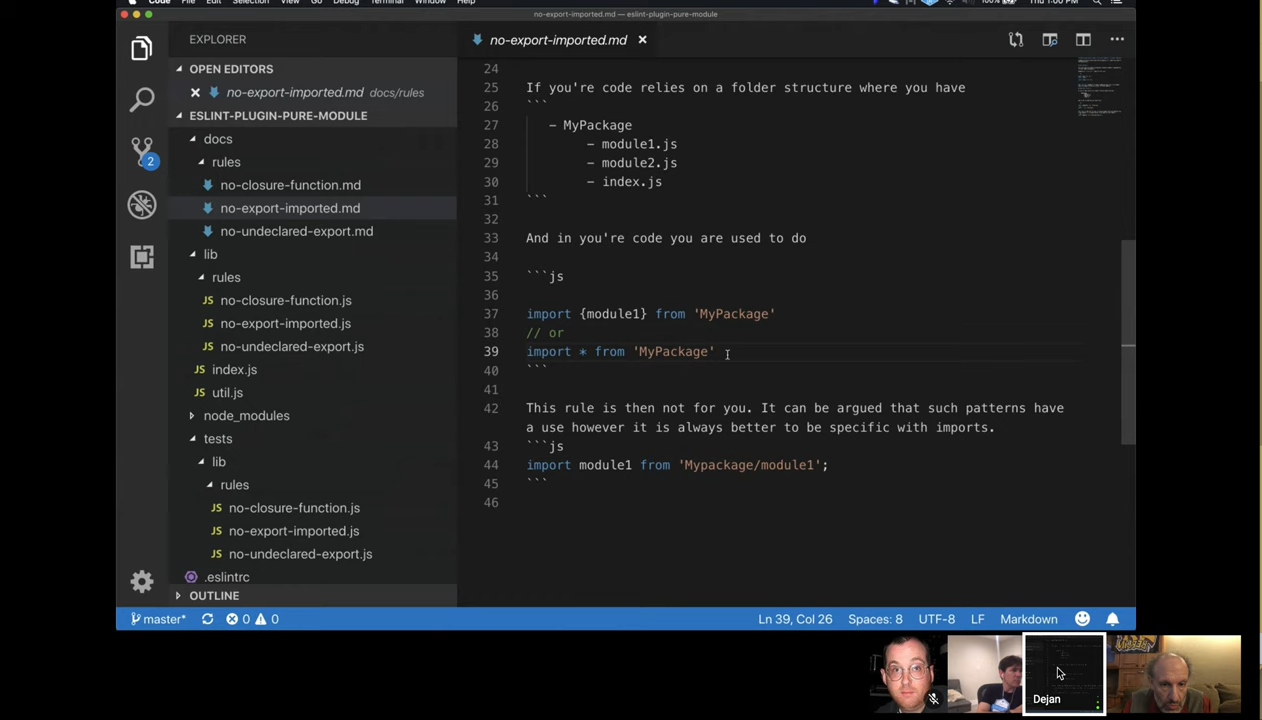 Code File Edit Selection View Go Debug Terminal Window Help 100% Thu 1:00 PM
no-export-imported.md — eslint-plugin-pure-module
EXPLORER
OPEN EDITORS
no-export-imported.md docs/rules
ESLINT-PLUGIN-PURE-MODULE
docs
rules
no-closure-function.md
no-export-imported.md
no-undeclared-export.md
lib
rules
no-closure-function.js
no-export-imported.js
no-undeclared-export.js
index.js
util.js
node_modules
tests
lib
rules
no-closure-function.js
no-export-imported.js
no-undeclared-export.js
.eslintrc
OUTLINE
2
no-export-imported.md
24
25 If you're code relies on a folder structure where you have
26 ```
27 - MyPackage
28 - module1.js
29 - module2.js
30 - index.js
31 ```
32
33 And in you're code you are used to do
34
35 ```js
36
37 import {module1} from 'MyPackage'
38 // or
39 import * from 'MyPackage'
40 ```
41
42 This rule is then not for you. It can be argued that such patterns have
a use however it is always better to be specific with imports.
43 ```js
44 import module1 from 'Mypackage/module1';
45 ```
46
master* 0 0 Ln 39, Col 26 Spaces: 8 UTF-8 LF Markdown
Dejan